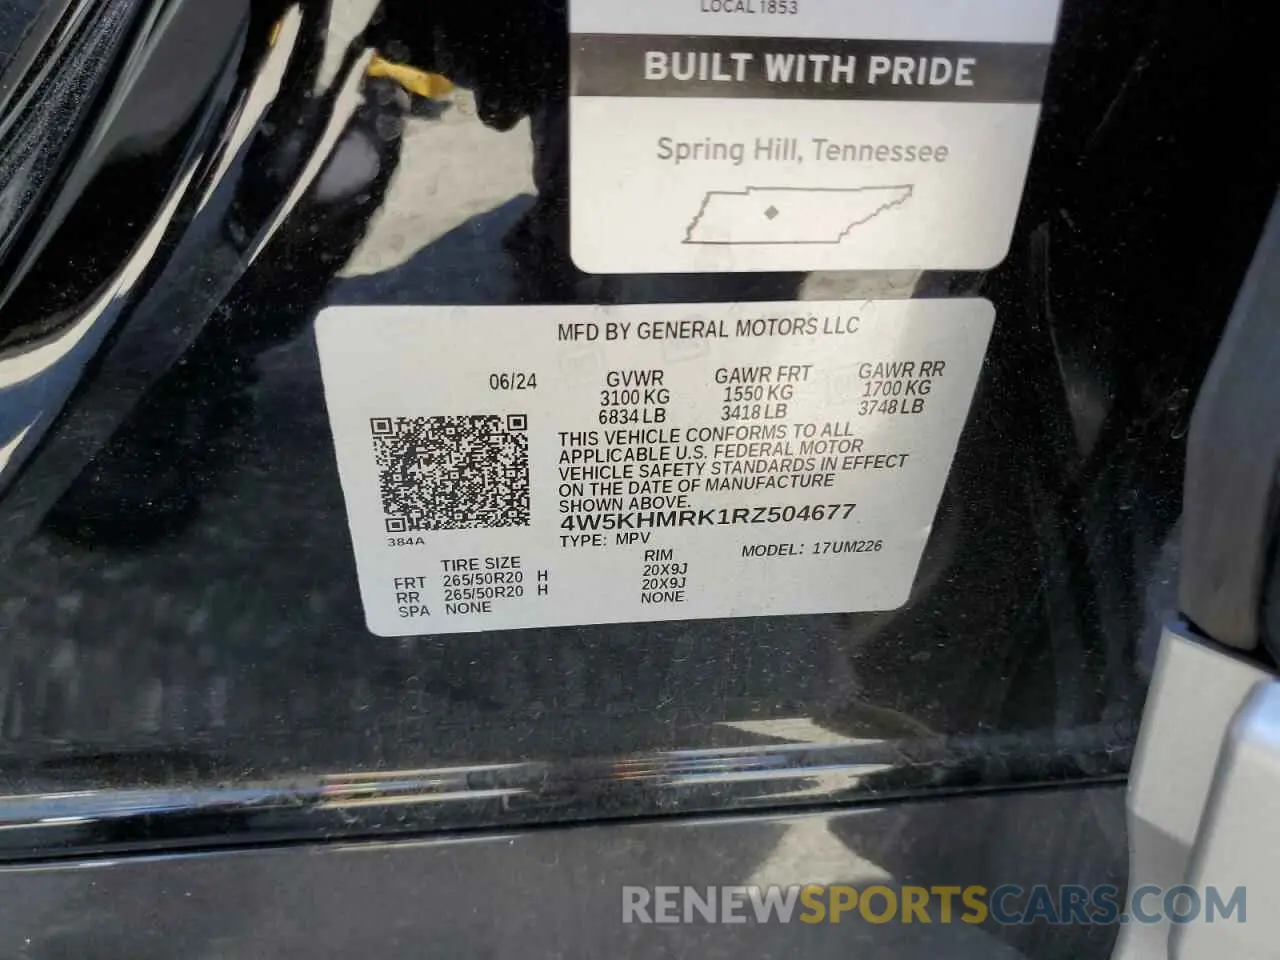 LOCAL 1853
BUILT WITH PRIDE
Spring Hill, Tennessee
MFD BY GENERAL MOTORS LLC
06/24 GVWR GAWR FRT GAWR RR
3100 KG 1550 KG 1700 KG
6834 LB 3418 LB 3748 LB
THIS VEHICLE CONFORMS TO ALL
APPLICABLE U.S. FEDERAL MOTOR
VEHICLE SAFETY STANDARDS IN EFFECT
ON THE DATE OF MANUFACTURE
SHOWN ABOVE.
4W5KHMRK1RZ504677
384A TYPE: MPV MODEL: 17UM226
TIRE SIZE RIM
FRT 265/50R20 H 20X9J
RR 265/50R20 H 20X9J
SPA NONE NONE
RENEWSPORTSCARS.COM